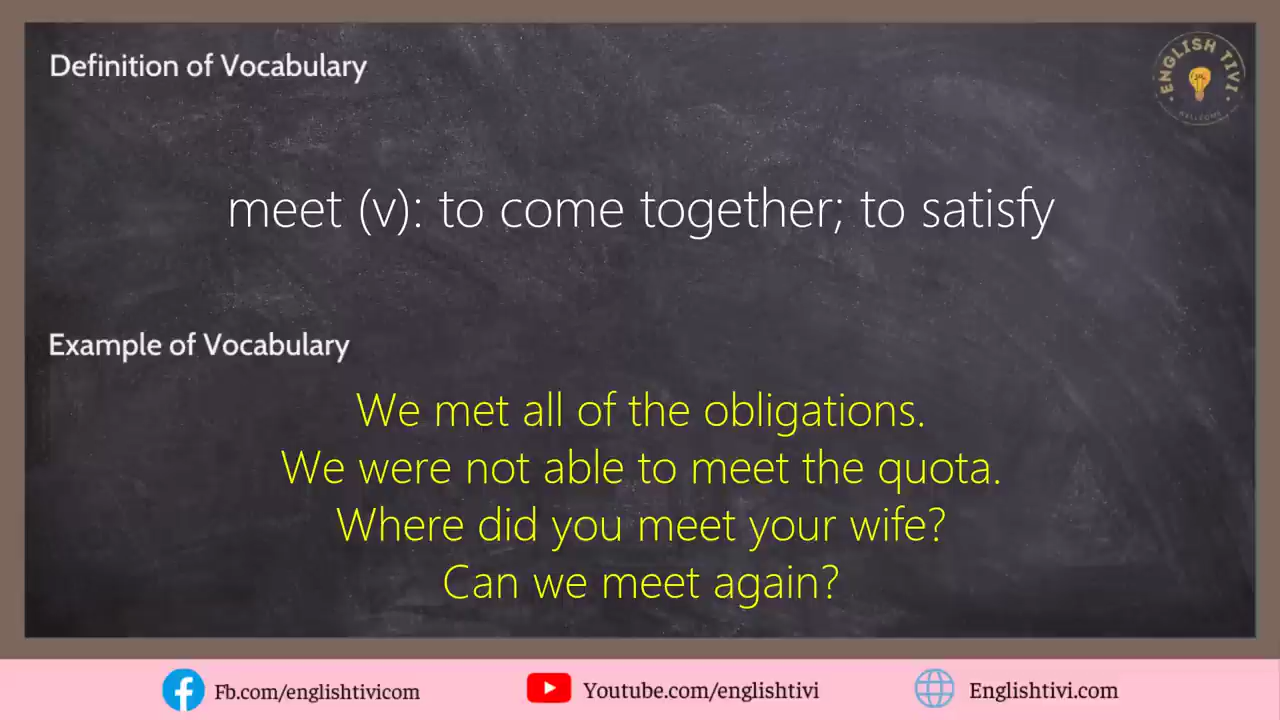 Definition of Vocabulary
ENGLISH TIVI
WELCOME
meet (v): to come together; to satisfy
Example of Vocabulary
We met all of the obligations.
We were not able to meet the quota.
Where did you meet your wife?
Can we meet again?
Fb.com/englishtivicom
Youtube.com/englishtivi
Englishtivi.com